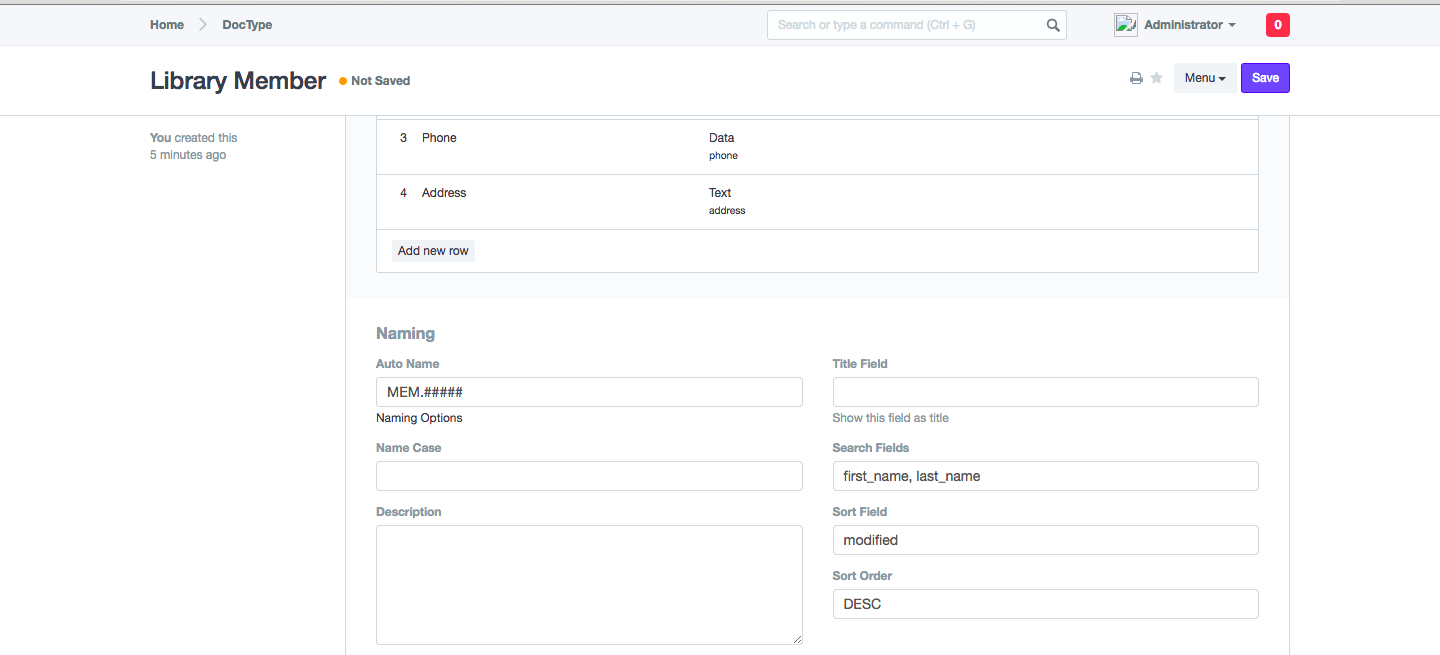 Home DocType Search or type a command (Ctrl + G) Administrator 0
Library Member Not Saved Menu Save
You created this
5 minutes ago
3 Phone Data
phone
4 Address Text
address
Add new row
Naming
Auto Name
MEM.#####
Naming Options
Name Case
Description
Title Field
Show this field as title
Search Fields
first_name, last_name
Sort Field
modified
Sort Order
DESC